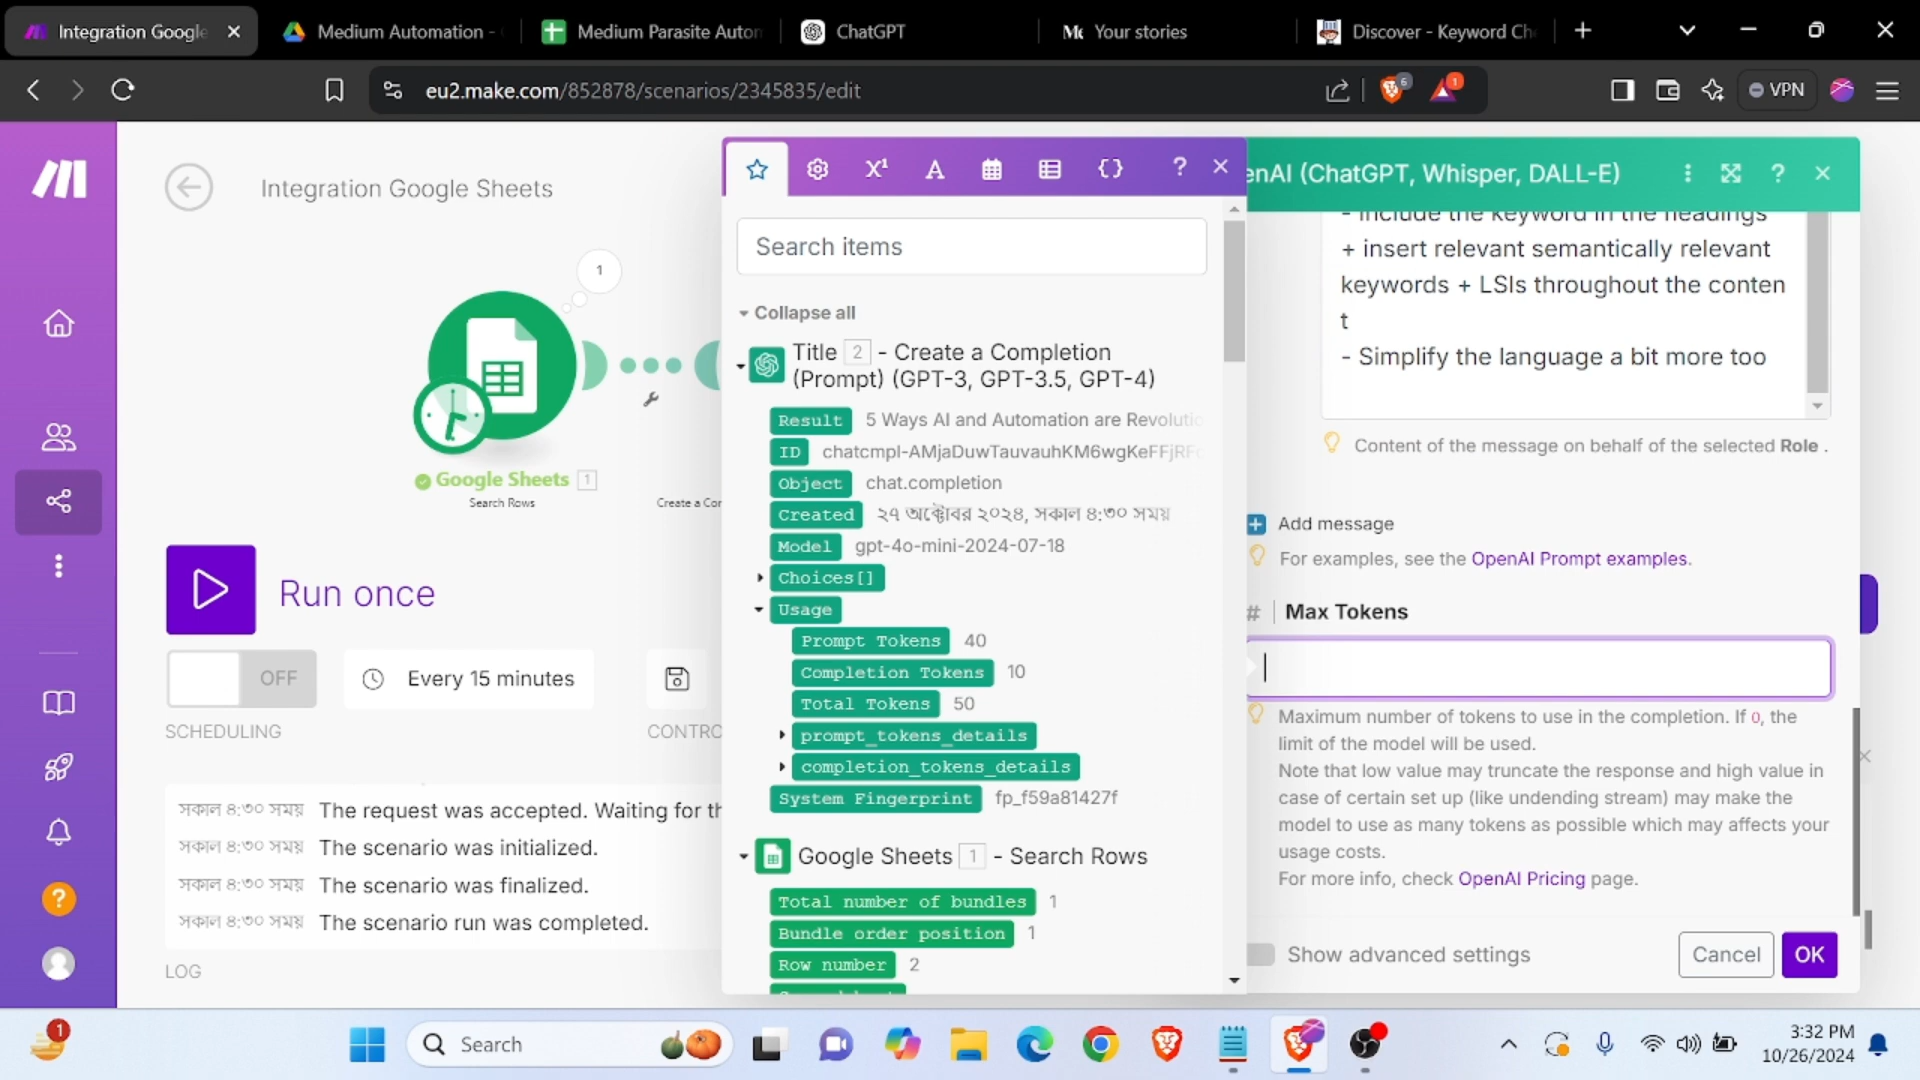 Integration Google
Medium Automation -
Medium Parasite Autom
ChatGPT
Your stories
Discover - Keyword Ch
eu2.make.com/852878/scenarios/2345835/edit
6
1
VPN
Integration Google Sheets
1
Google Sheets 1
Search Rows
Create a Cor
Run once
OFF
Every 15 minutes
SCHEDULING
CONTRO
সকাল ৪:৩০ সময় The request was accepted. Waiting for th
সকাল ৪:৩০ সময় The scenario was initialized.
সকাল ৪:৩০ সময় The scenario was finalized.
সকাল ৪:৩০ সময় The scenario run was completed.
LOG
Search items
Collapse all
Title 2 - Create a Completion
(Prompt) (GPT-3, GPT-3.5, GPT-4)
Result 5 Ways AI and Automation are Revolutio
ID chatcmpl-AMjaDuwTauvauhKM6wgKeFFjRF
Object chat.completion
Created ২৭ অক্টোবর ২০২৪, সকাল ৪:৩০ সময়
Model gpt-4o-mini-2024-07-18
Choices[]
Usage
Prompt Tokens 40
Completion Tokens 10
Total Tokens 50
prompt_tokens_details
completion_tokens_details
System Fingerprint fp_f59a81427f
Google Sheets 1 - Search Rows
Total number of bundles 1
Bundle order position 1
Row number 2
enAI (ChatGPT, Whisper, DALL-E)
- Include the keyword in the headings
+ insert relevant semantically relevant
keywords + LSIs throughout the conten
t
- Simplify the language a bit more too
Content of the message on behalf of the selected Role .
Add message
For examples, see the OpenAI Prompt examples.
# Max Tokens
Maximum number of tokens to use in the completion. If 0, the
limit of the model will be used.
Note that low value may truncate the response and high value in
case of certain set up (like undending stream) may make the
model to use as many tokens as possible which may affects your
usage costs.
For more info, check OpenAI Pricing page.
Show advanced settings
Cancel
OK
1
Search
3:32 PM
10/26/2024